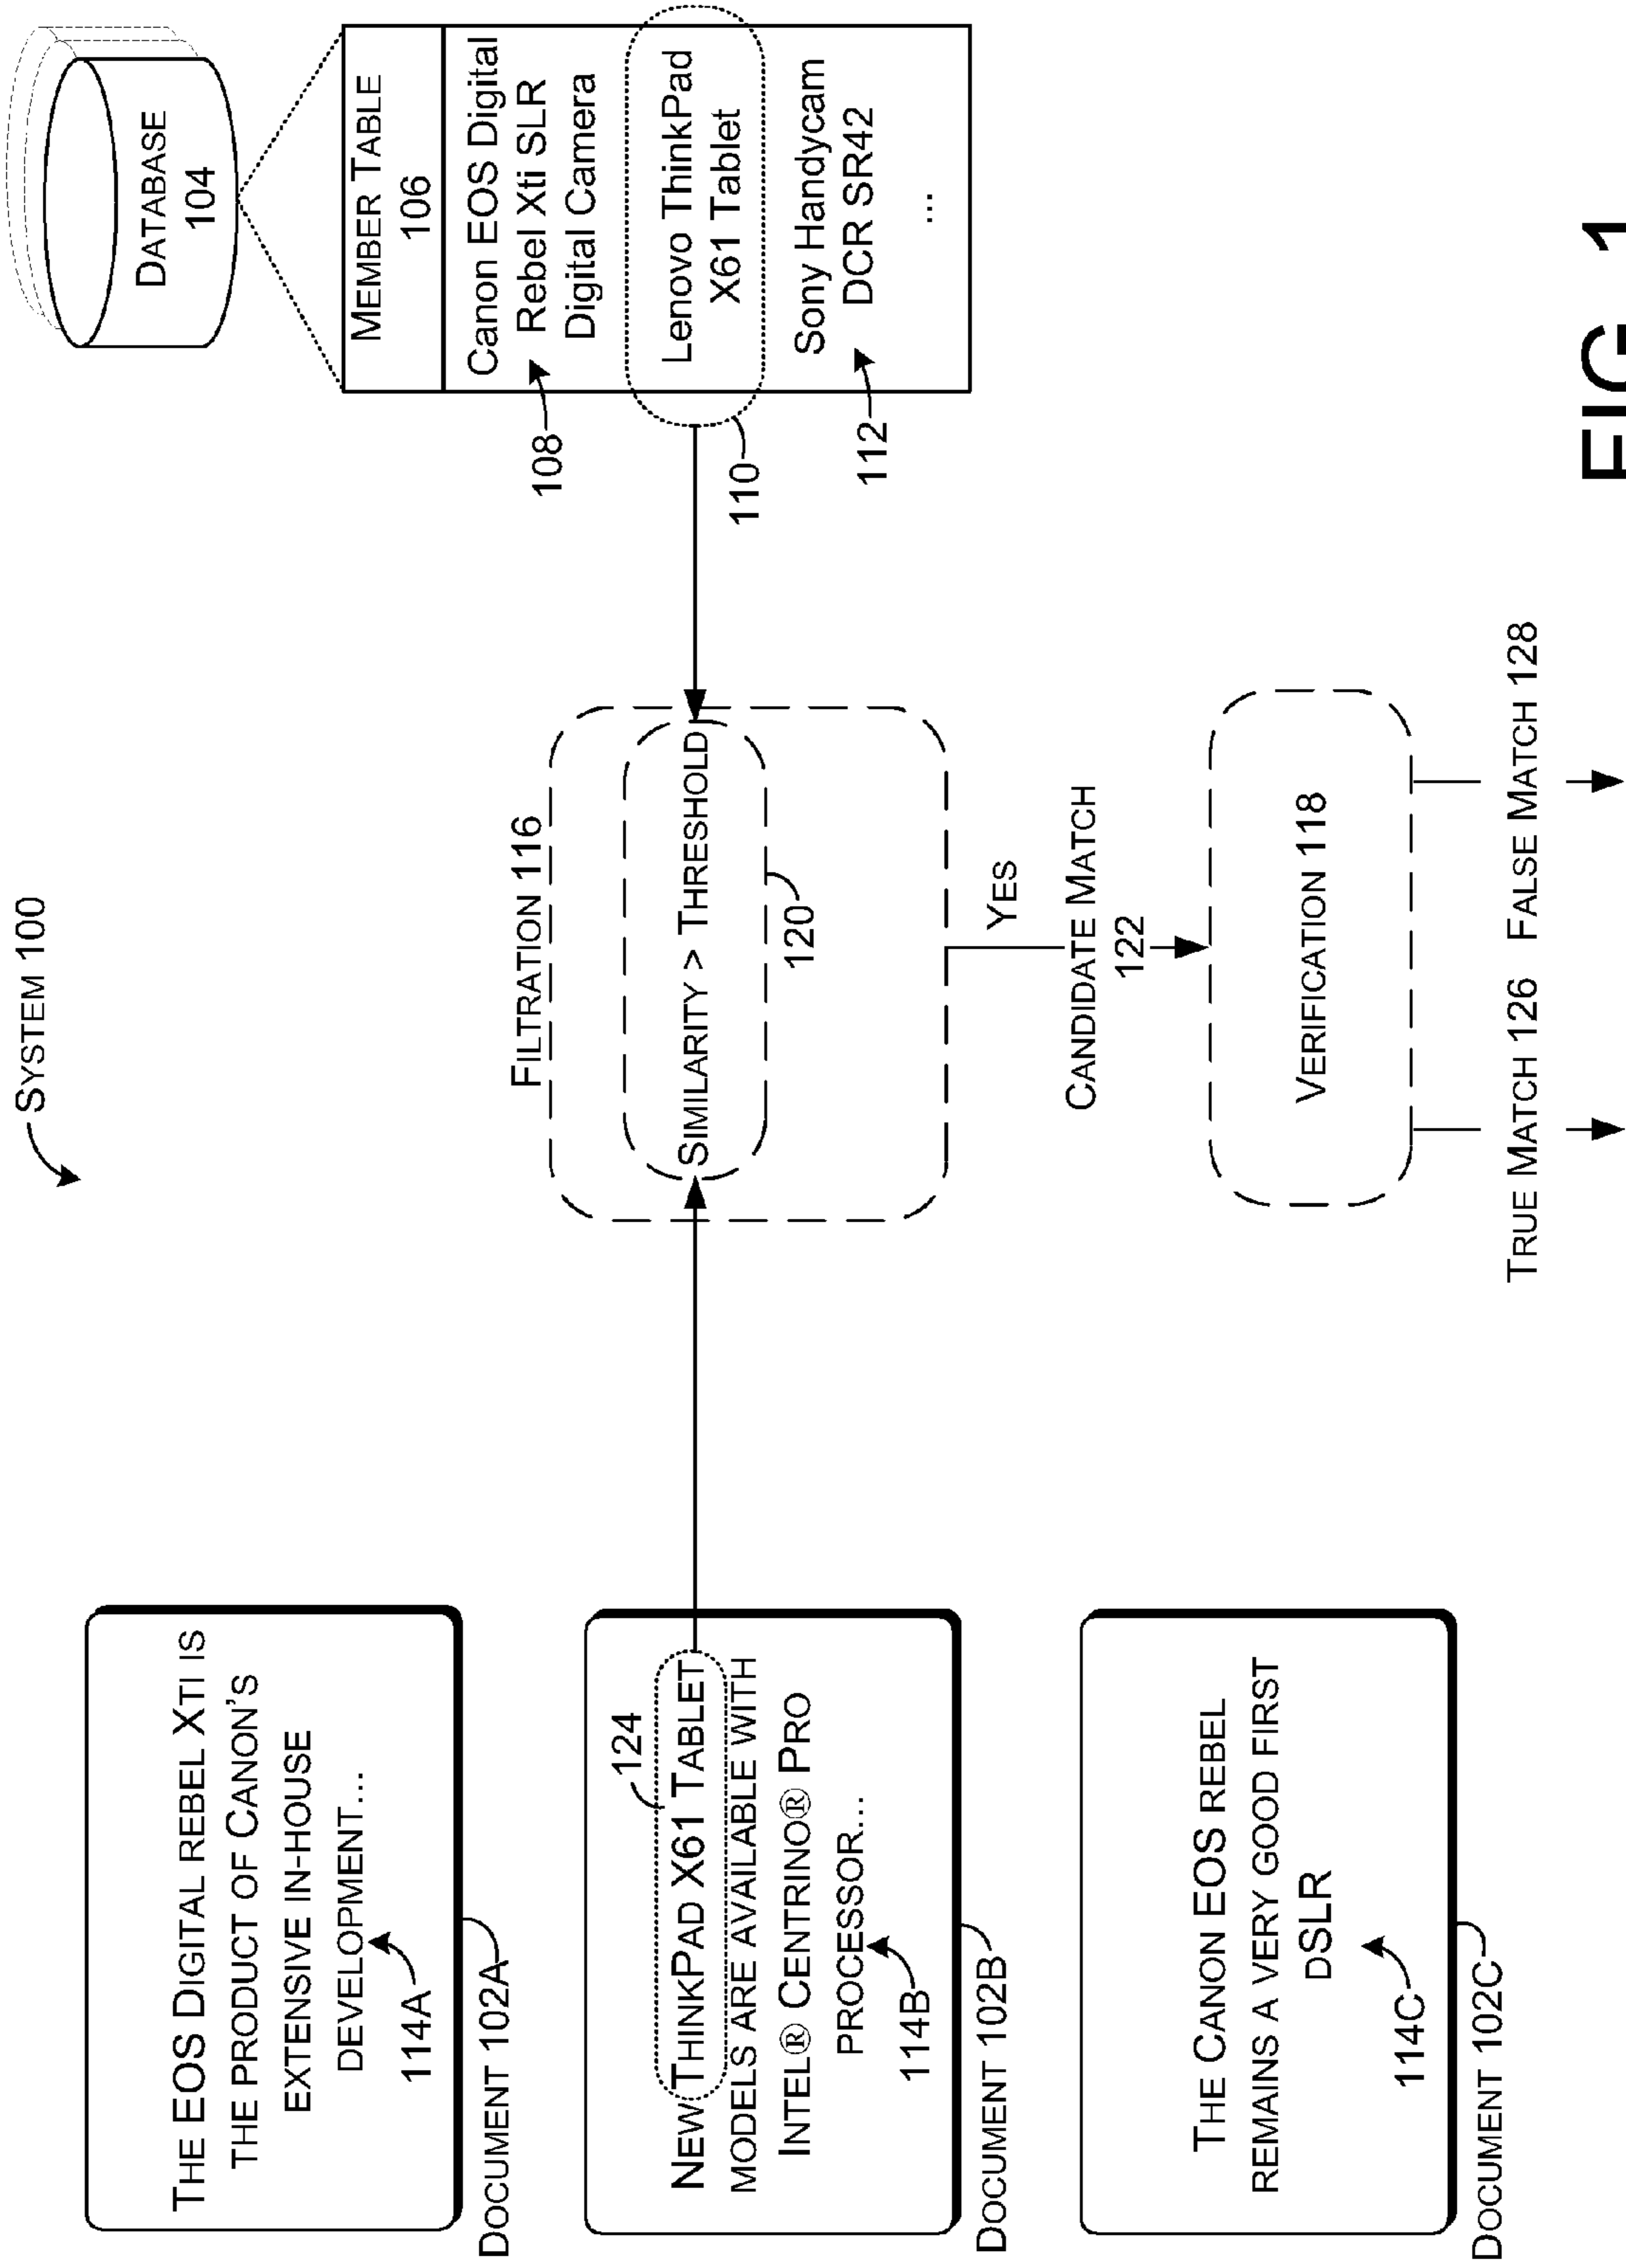 SYSTEM 100
THE EOS DIGITAL REBEL XTI IS
THE PRODUCT OF CANON'S
EXTENSIVE IN-HOUSE
DEVELOPMENT...
114A
DOCUMENT 102A
124
NEW THINKPAD X61 TABLET
MODELS ARE AVAILABLE WITH
INTEL® CENTRINO® PRO
PROCESSOR...
114B
DOCUMENT 102B
THE CANON EOS REBEL
REMAINS A VERY GOOD FIRST
DSLR
114C
DOCUMENT 102C
FILTRATION 116
SIMILARITY > THRESHOLD
120
YES
CANDIDATE MATCH
122
VERIFICATION 118
TRUE MATCH 126
FALSE MATCH 128
DATABASE
104
MEMBER TABLE
106
Canon EOS Digital
Rebel Xti SLR
Digital Camera
108
Lenovo ThinkPad
X61 Tablet
110
Sony Handycam
DCR SR42
112
...
FIG. 1